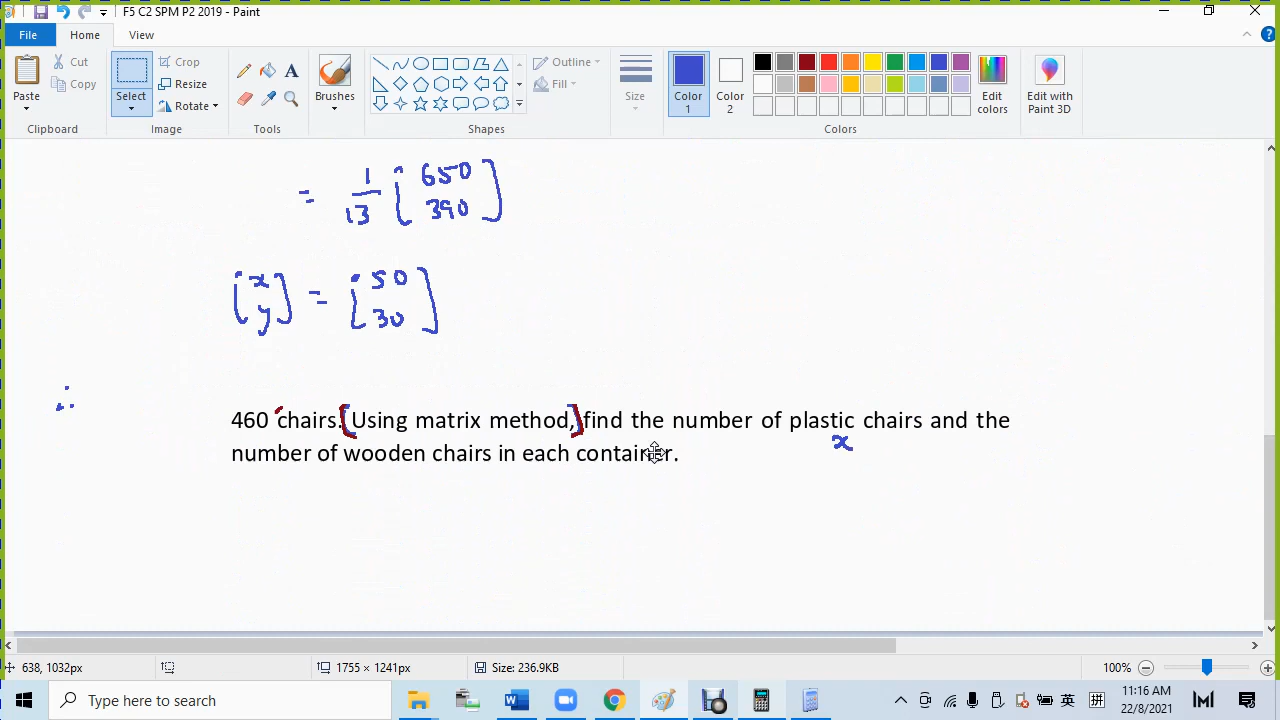 F5 C2 SPM P2 2019 - Paint
File Home View
Paste
Cut
Copy
Clipboard
Select
Crop
Resize
Rotate
Image
A
Tools
Brushes
Outline
Fill
Shapes
Size
Color 1
Color 2
Edit colors
Colors
Edit with Paint 3D
= 1/13 [650
390]
[x
y] = [50
30]
∴
460 chairs. (Using matrix method,) find the number of plastic chairs and the
x
number of wooden chairs in each container.
638, 1032px
1755 × 1241px
Size: 236.9KB
100%
Type here to search
英
拼
11:16 AM
22/8/2021